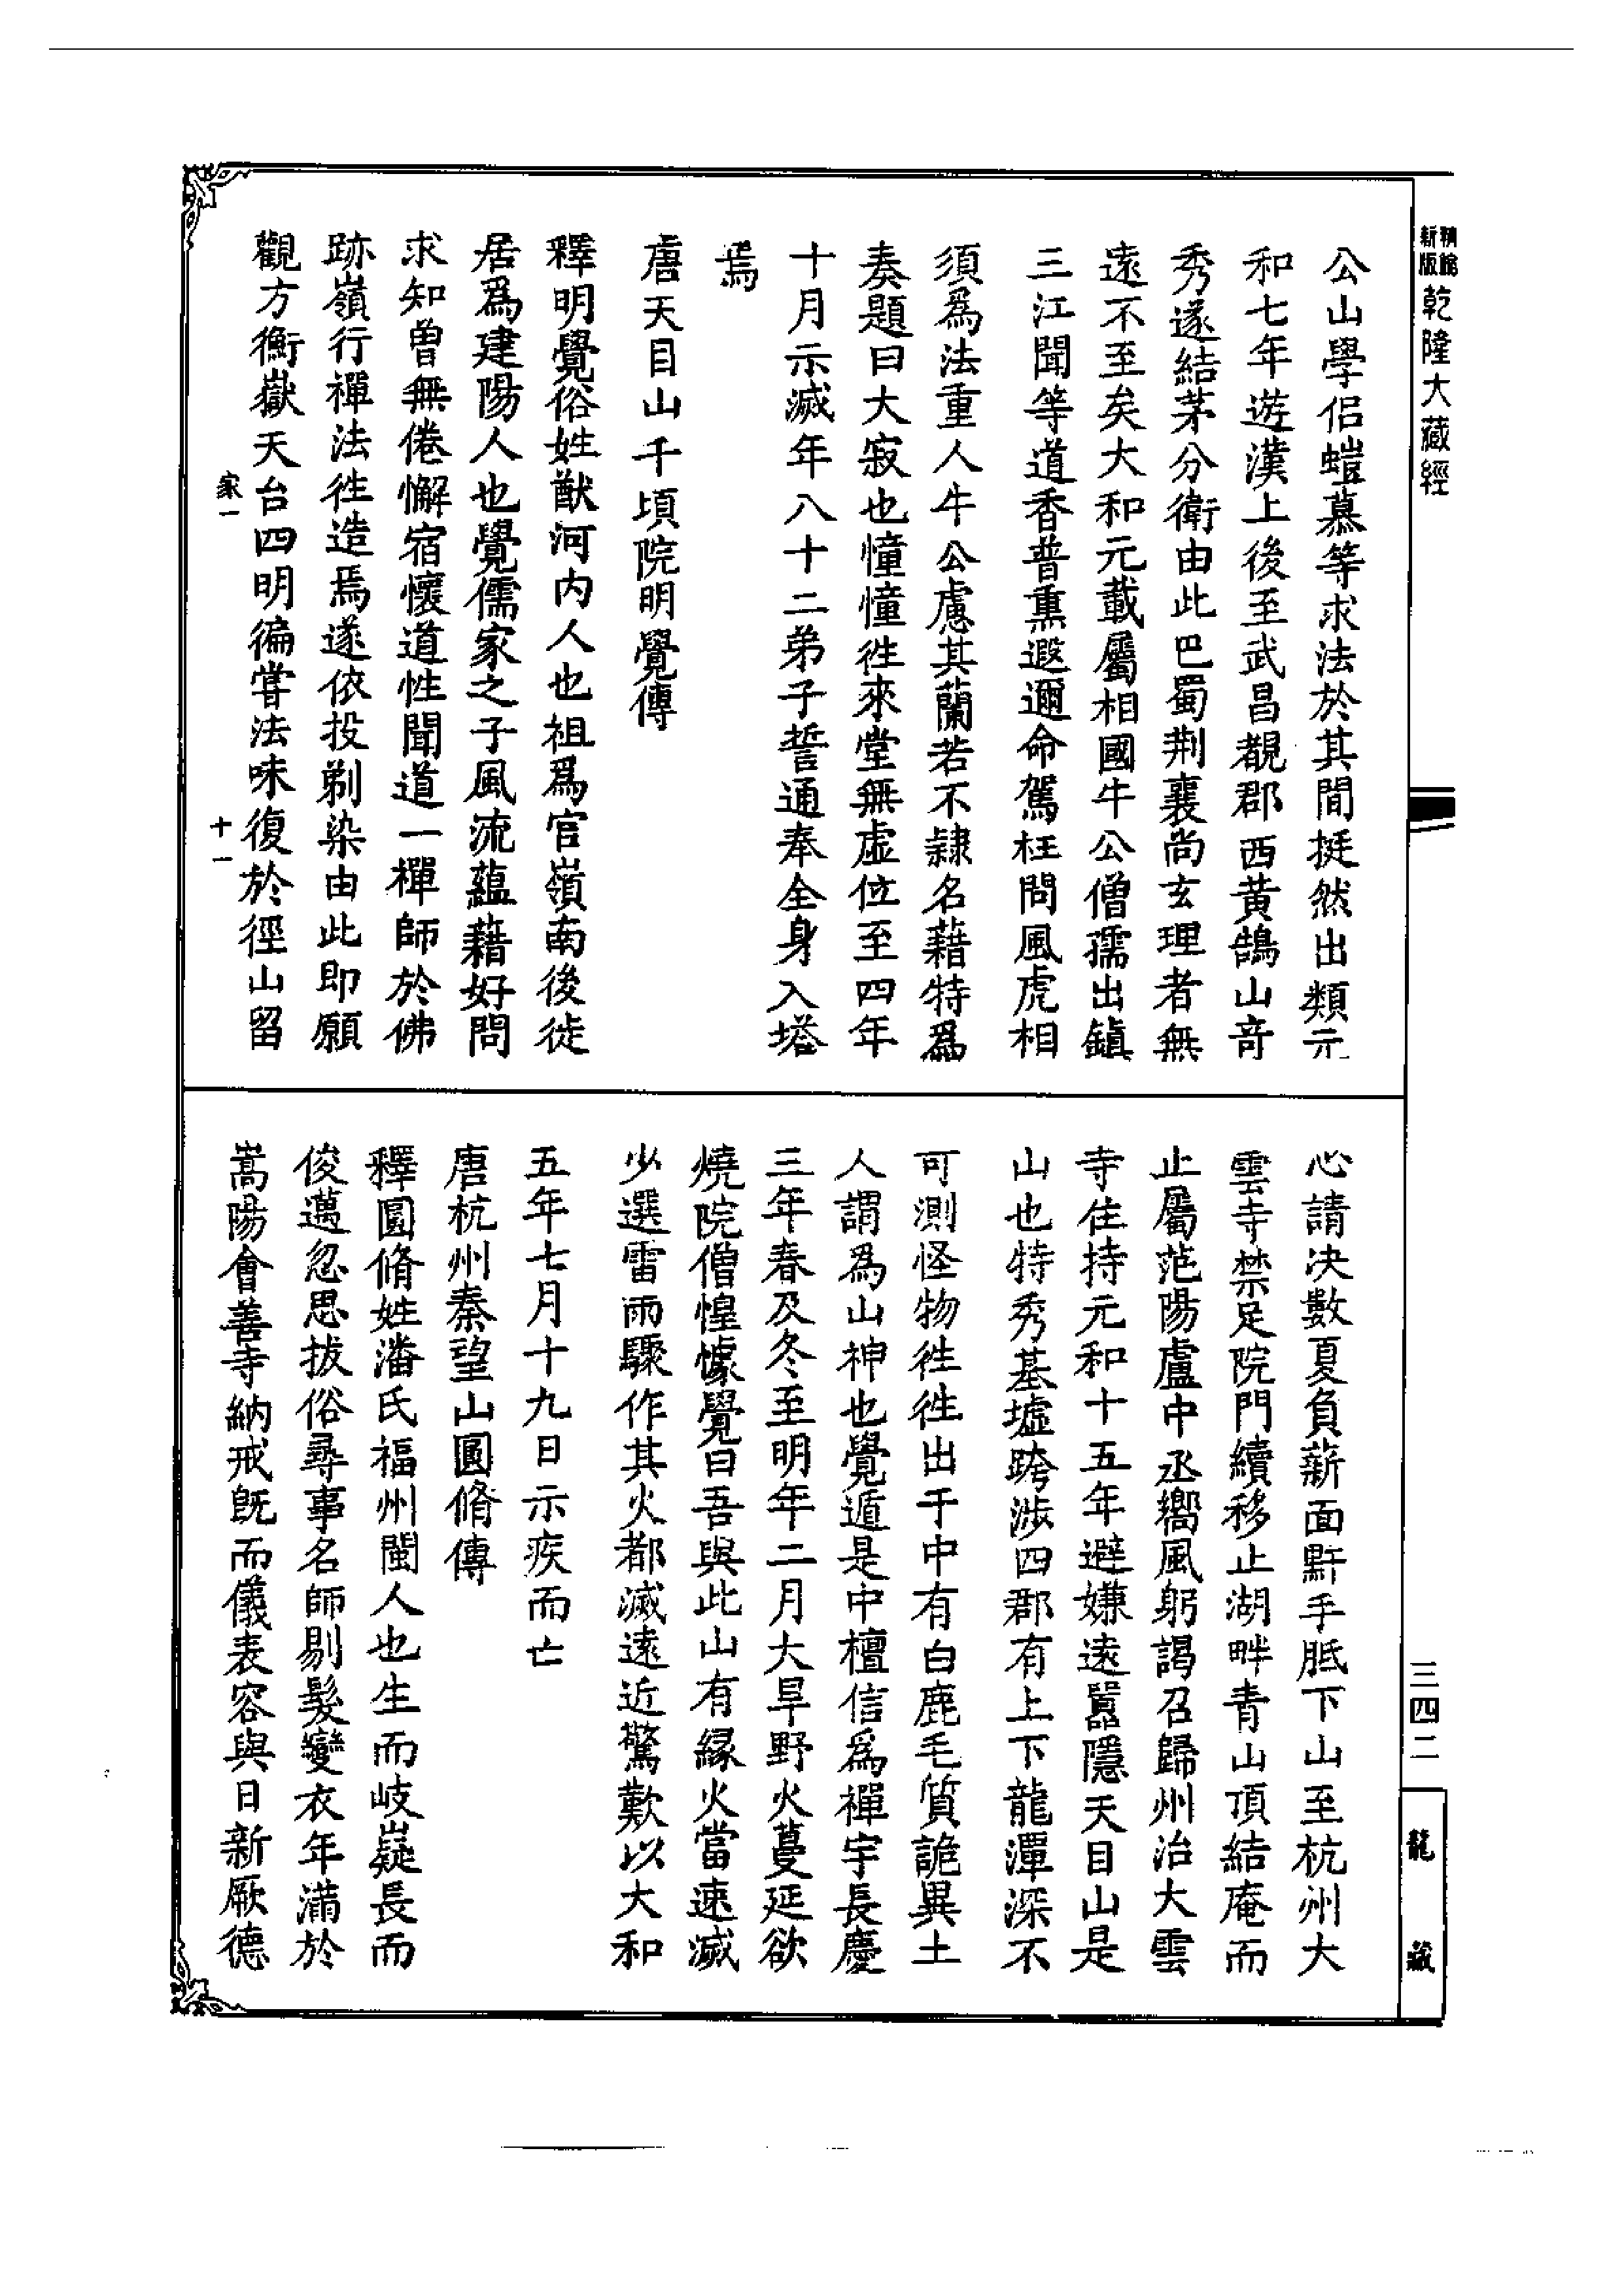 精縮
新版
乾隆大藏經
公山學侣螘慕等求法於其間挺然出類元
和七年遊漢上後至武昌覩郡西黄鵠山竒
秀遂結茅分衛由此巴蜀荆襄尚玄理者無
遠不至矣大和元載屬相國牛公僧孺出鎮
三江聞等道香普熏遐邇命駕枉問風虎相
須爲法重人牛公慮其蘭若不隷名藉特爲
奏題曰大寂也憧憧徃來堂無虛位至四年
十月示滅年八十二弟子誓通奉全身入塔
焉
唐天目山千頃院明覺傳
釋明覺俗姓猷河内人也祖爲官嶺南後徙
居爲建陽人也覺儒家之子風流藴藉好問
求知曾無倦懈宿懷道性聞道一禪師於佛
跡嶺行禪法徃造焉遂依投剃染由此即願
觀方衡嶽天台四明徧甞法味復於徑山留
家一
十一
心請决數夏負薪面黚手胝下山至杭州大
雲寺禁足院門續移止湖畔青山頂結庵而
止屬范陽盧中丞嚮風躬謁召歸州治大雲
寺住持元和十五年避嫌逺囂隱天目山是
山也特秀基墟跨涉四郡有上下龍潭深不
可測怪物徃徃出于中有白鹿毛質詭異土
人謂爲山神也覺遁是中檀信爲禪宇長慶
三年春及冬至明年二月大旱野火蔓延欲
燒院僧惶懅覺曰吾與此山有緣火當速滅
少選雷雨驟作其火都滅逺近驚歎以大和
五年七月十九日示疾而亡
唐杭州秦望山圓脩傳
釋圓脩姓潘氏福州閩人也生而岐嶷長而
俊邁忽思拔俗尋事名師剔髮變衣年滿於
嵩陽會善寺納戒旣而儀表容與日新厥德
三四二
龍藏